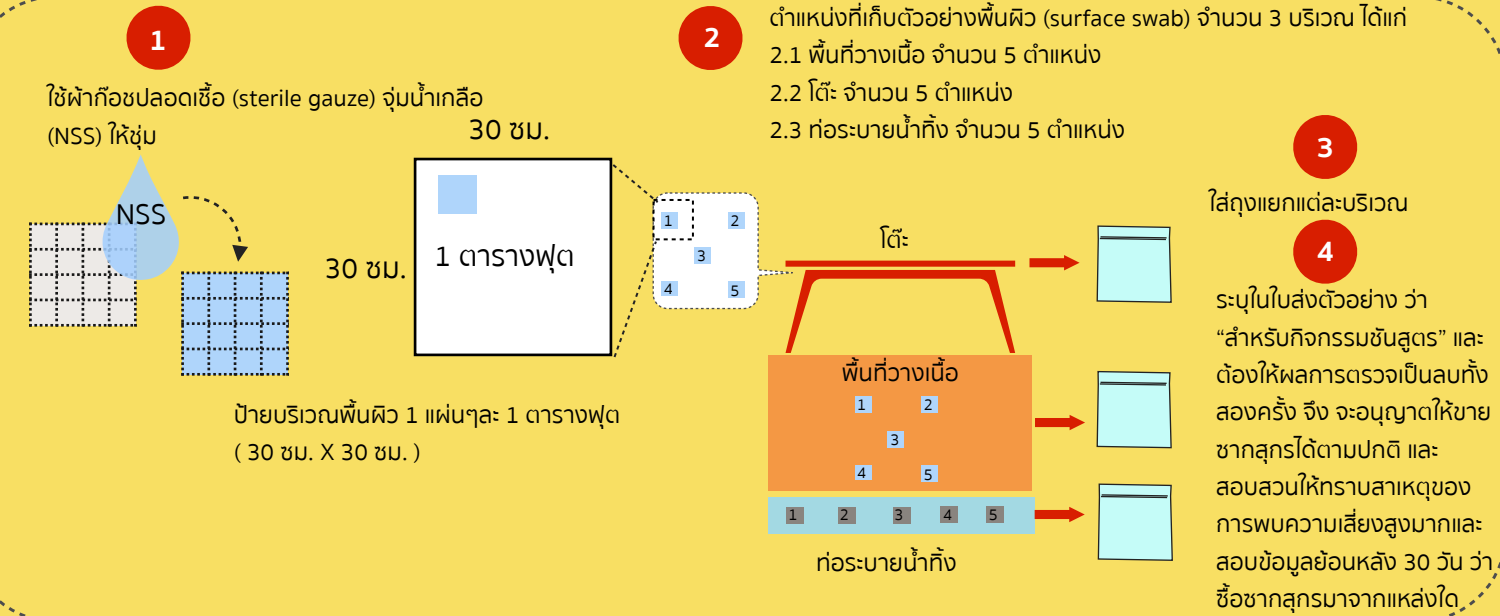 1
ใช้ผ้าก๊อซปลอดเชื้อ (sterile gauze) จุ่มน้ำเกลือ
(NSS) ให้ชุ่ม
NSS
30 ซม.
30 ซม.
1 ตารางฟุต
ป้ายบริเวณพื้นผิว 1 แผ่นๆละ 1 ตารางฟุต
( 30 ซม. X 30 ซม. )
2
ตำแหน่งที่เก็บตัวอย่างพื้นผิว (surface swab) จำนวน 3 บริเวณ ได้แก่
2.1 พื้นที่วางเนื้อ จำนวน 5 ตำแหน่ง
2.2 โต๊ะ จำนวน 5 ตำแหน่ง
2.3 ท่อระบายน้ำทิ้ง จำนวน 5 ตำแหน่ง
1 2
3
4 5
โต๊ะ
พื้นที่วางเนื้อ
1 2
3
4 5
1 2 3 4 5
ท่อระบายน้ำทิ้ง
3
ใส่ถุงแยกแต่ละบริเวณ
4
ระบุในใบส่งตัวอย่าง ว่า
“สำหรับกิจกรรมชันสูตร” และ
ต้องให้ผลการตรวจเป็นลบทั้ง
สองครั้ง จึง จะอนุญาตให้ขาย
ซากสุกรได้ตามปกติ และ
สอบสวนให้ทราบสาเหตุของ
การพบความเสี่ยงสูงมากและ
สอบข้อมูลย้อนหลัง 30 วัน ว่า
ซื้อซากสุกรมาจากแหล่งใด